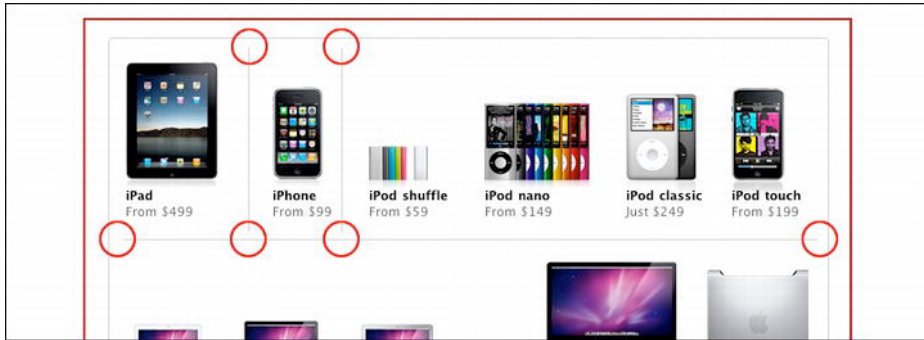 iPad
From $499
iPhone
From $99
iPod shuffle
From $59
iPod nano
From $149
iPod classic
Just $249
iPod touch
From $199